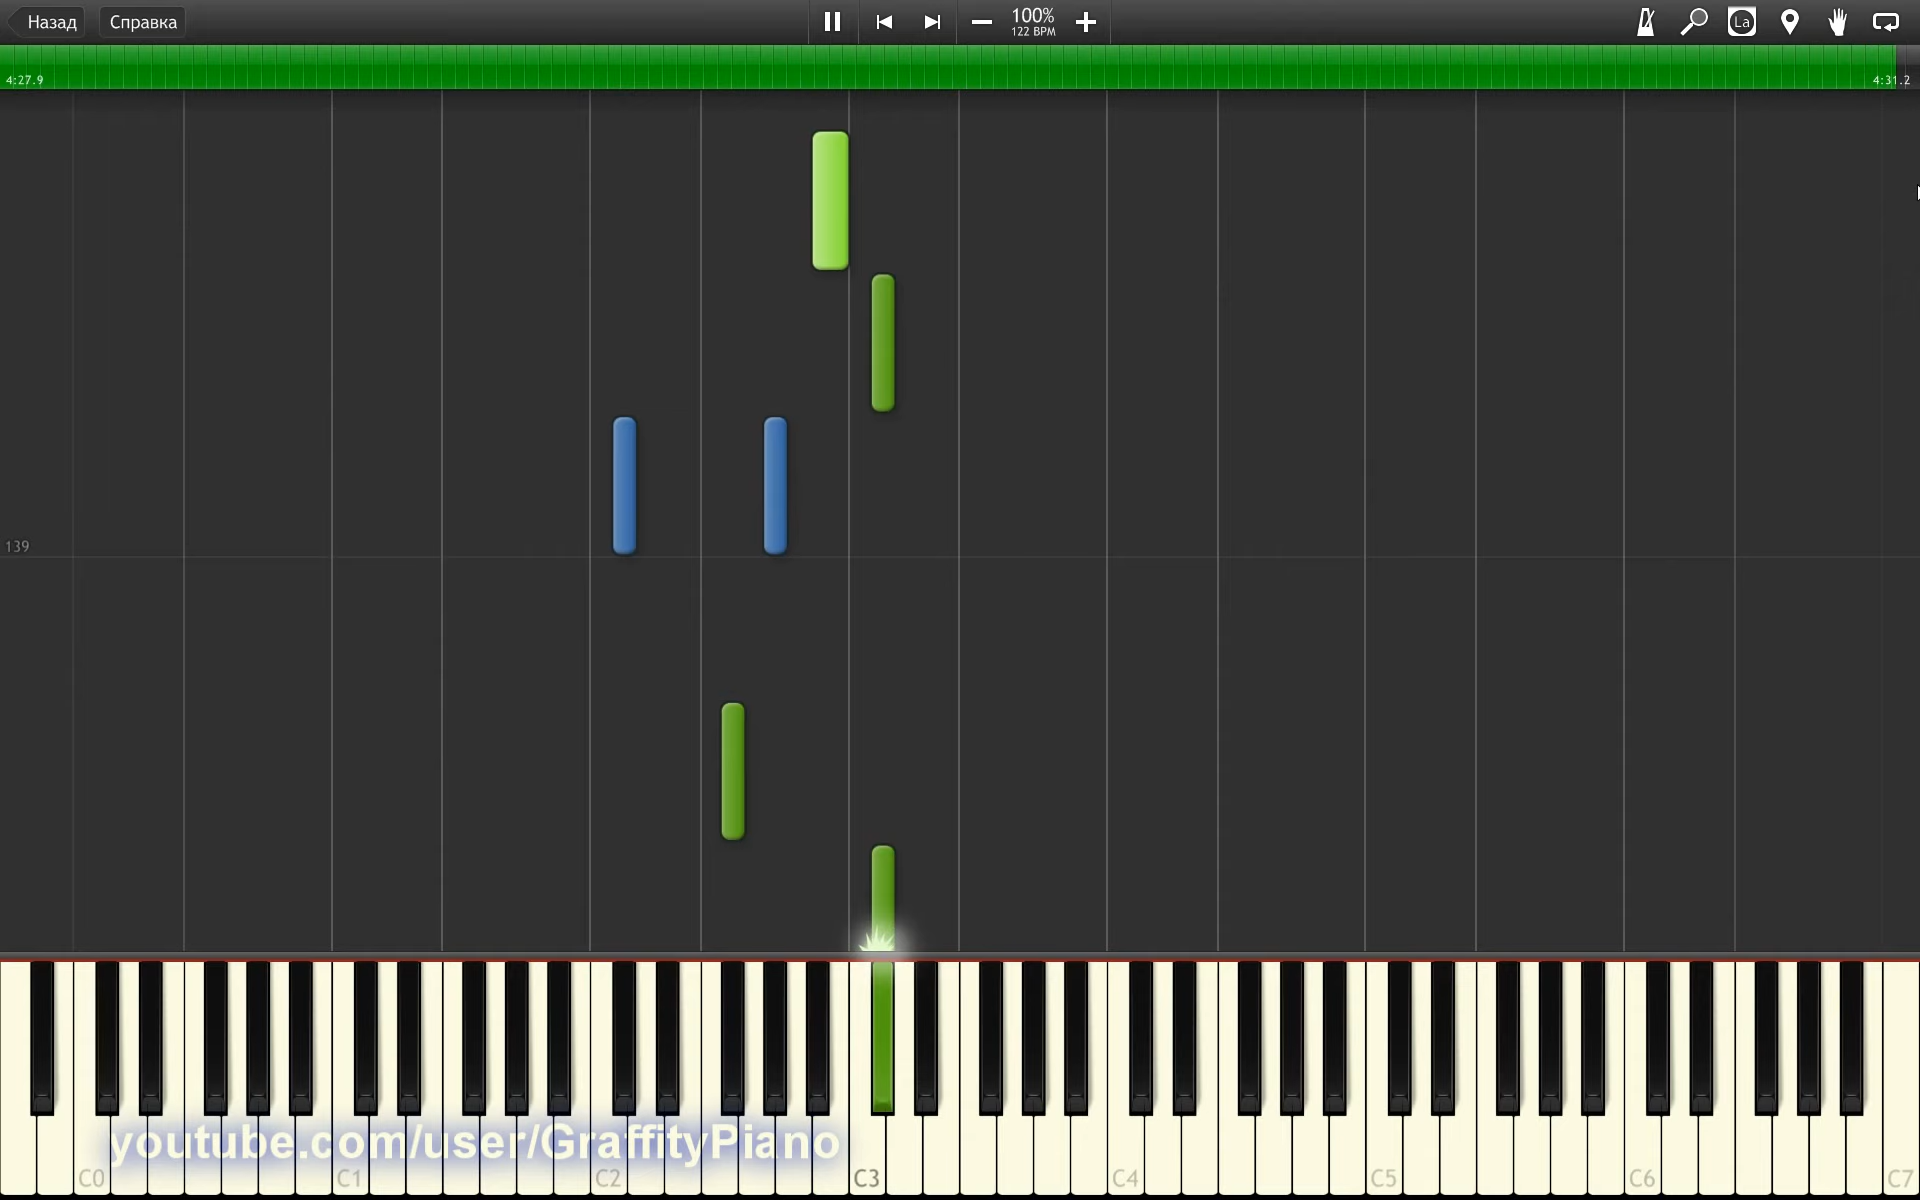 Назад Справка 100% La
122 BPM
4:27.9 4:31.2
139
youtube.com/user/GraffityPiano
C0 C1 C2 C3 C4 C5 C6 C7